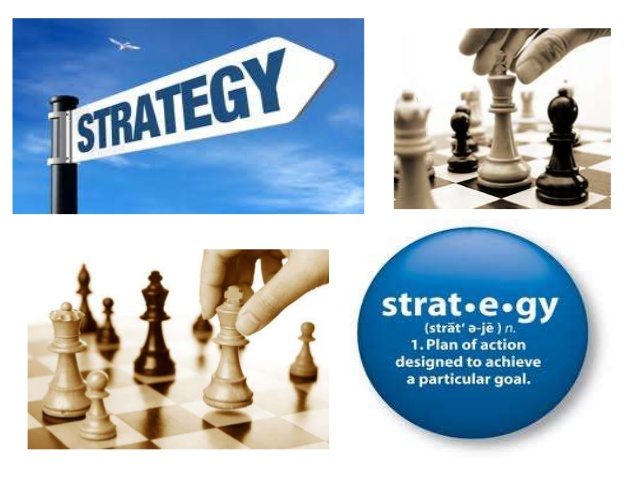 STRATEGY
strat•e•gy
(străt' ə-jē) n.
1. Plan of action
designed to achieve
a particular goal.